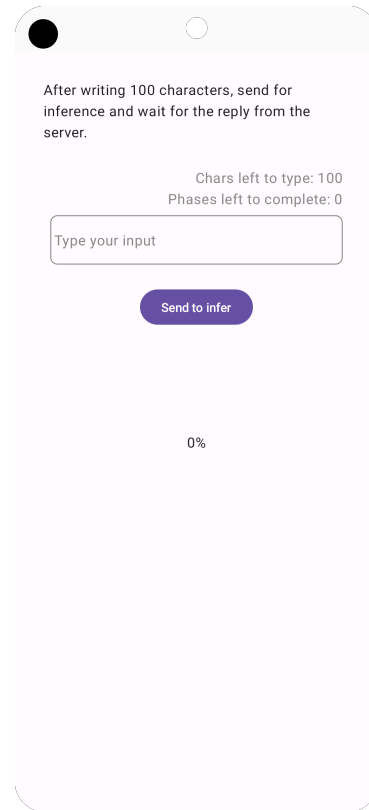 After writing 100 characters, send for
inference and wait for the reply from the
server.
Chars left to type: 100
Phases left to complete: 0
Type your input
Send to infer
0%